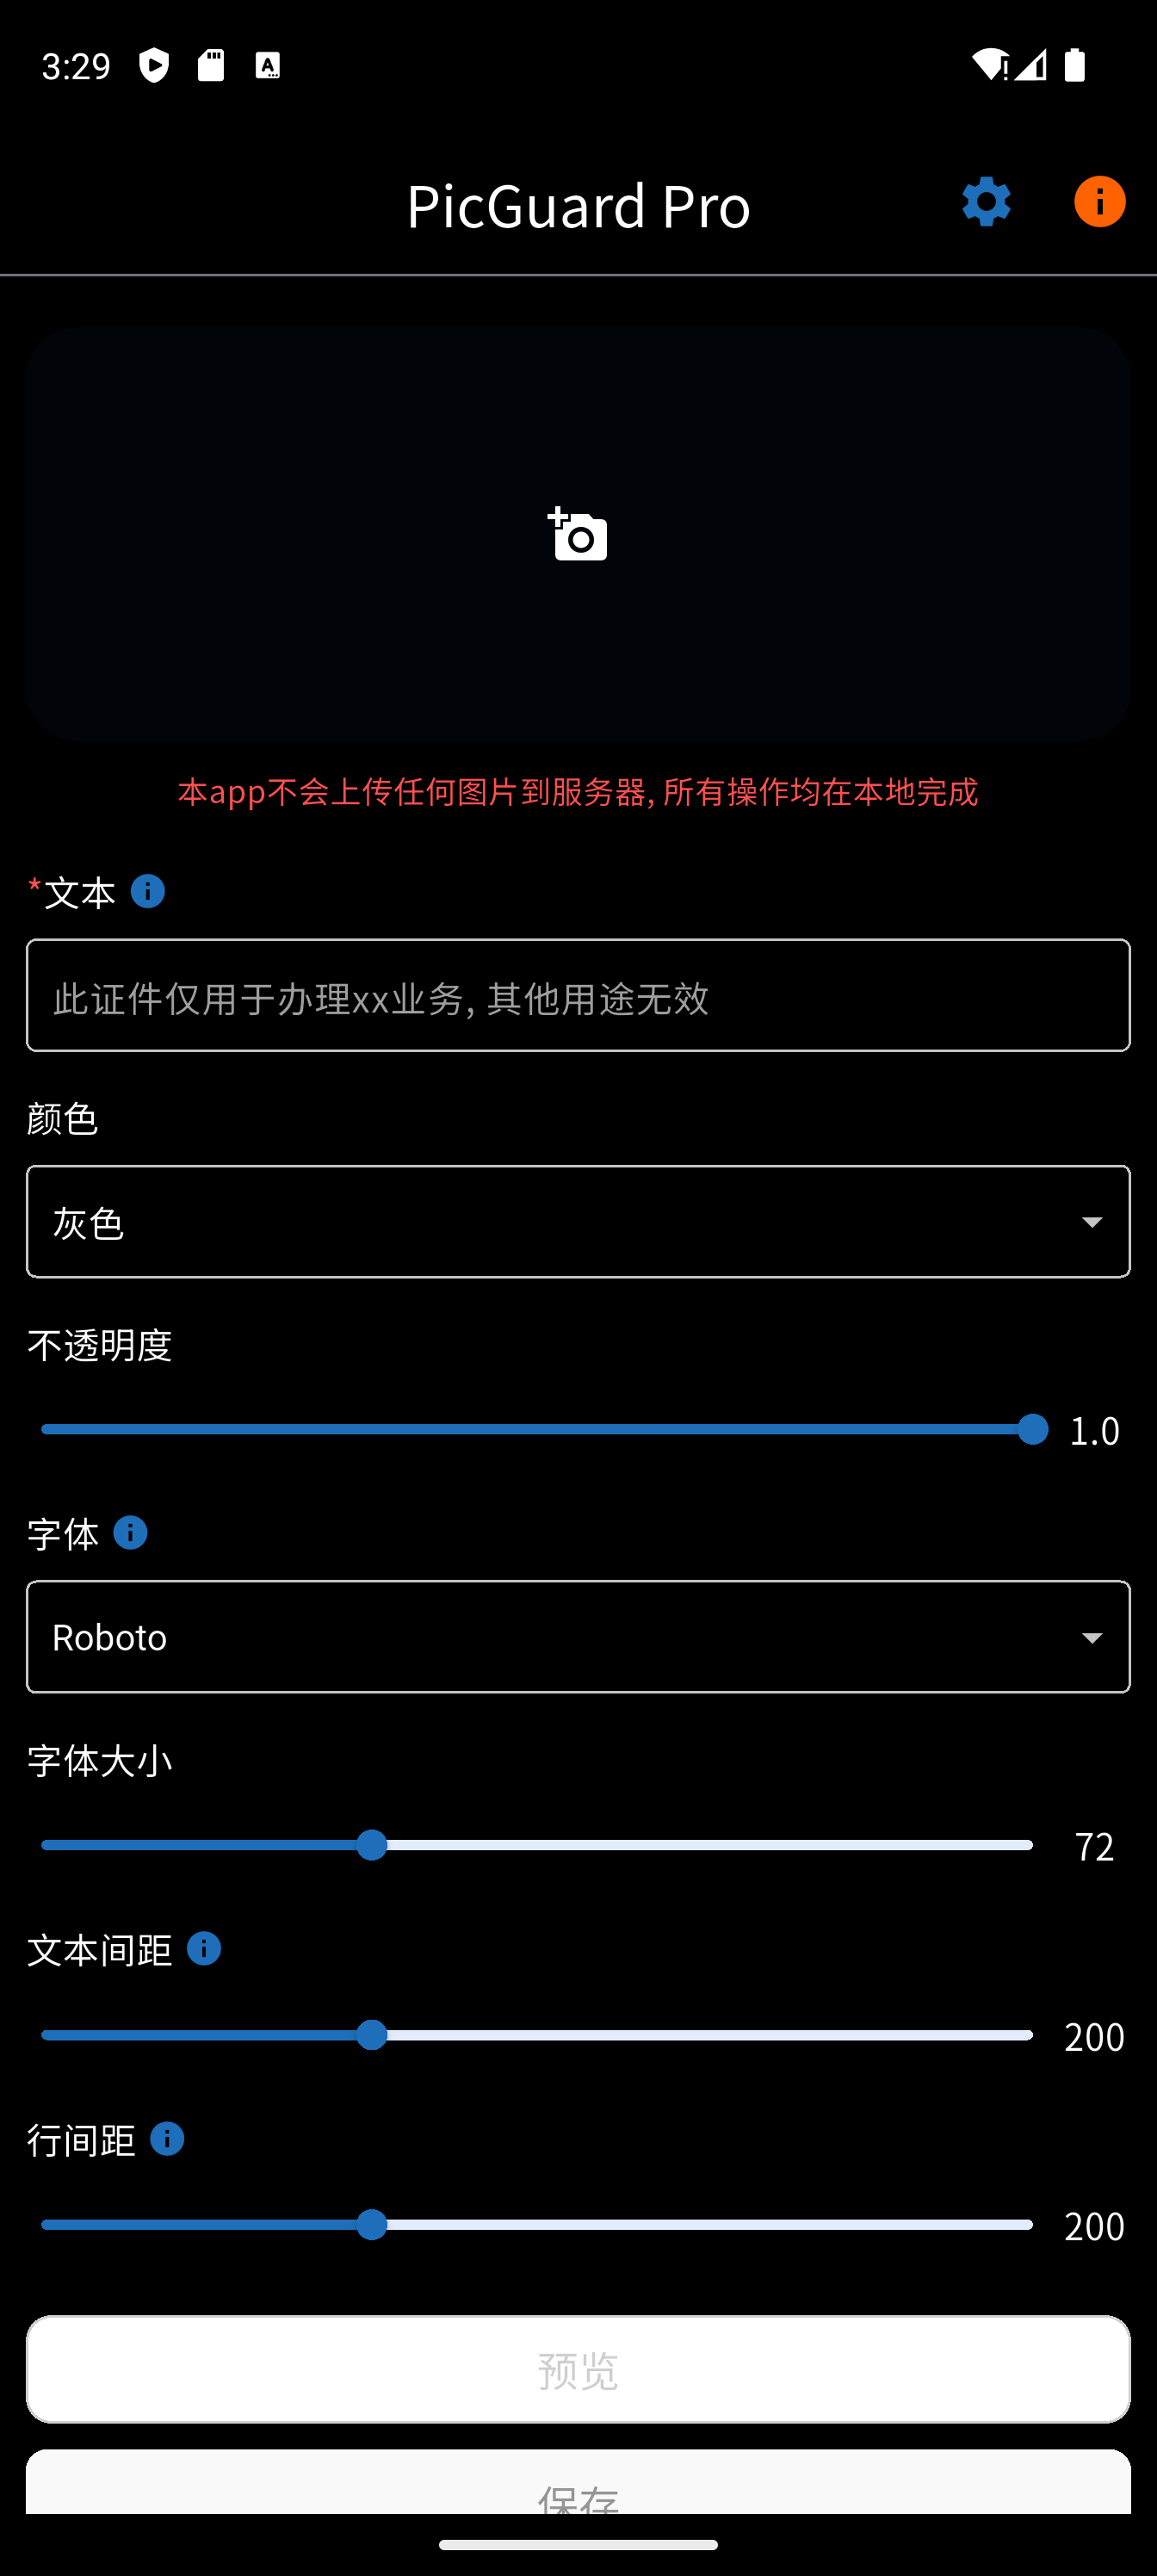 3:29
PicGuard Pro
本app不会上传任何图片到服务器, 所有操作均在本地完成
*文本
此证件仅用于办理xx业务, 其他用途无效
颜色
灰色
不透明度
1.0
字体
Roboto
字体大小
72
文本间距
200
行间距
200
预览
保存